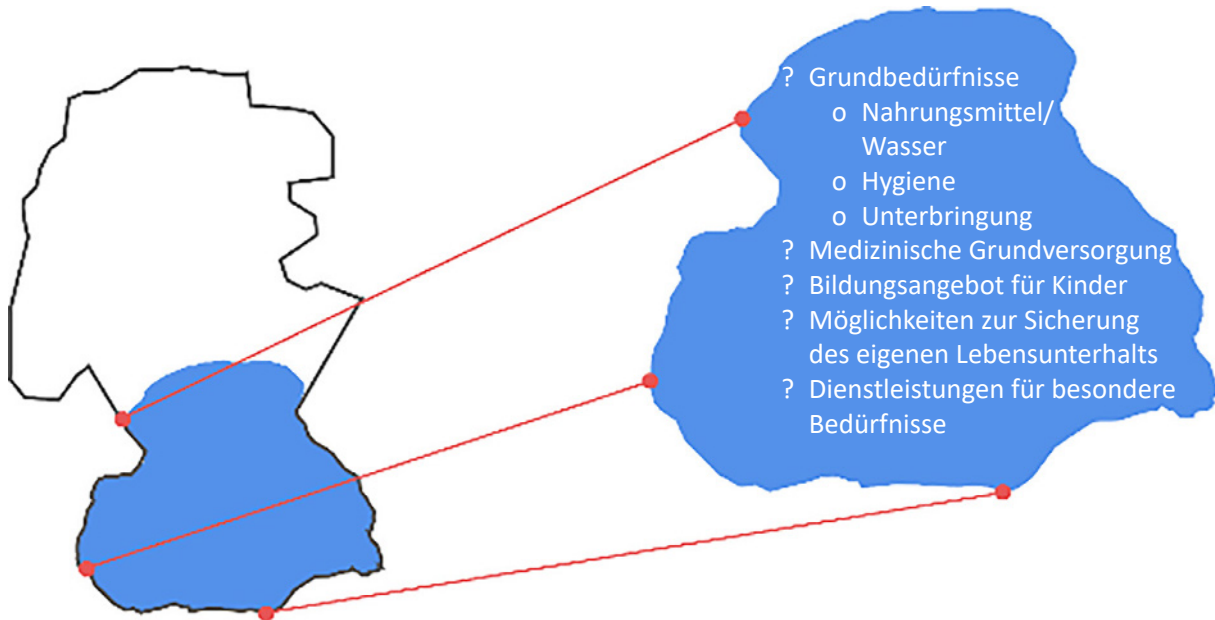 ? Grundbedürfnisse
o Nahrungsmittel/
Wasser
o Hygiene
o Unterbringung
? Medizinische Grundversorgung
? Bildungsangebot für Kinder
? Möglichkeiten zur Sicherung
des eigenen Lebensunterhalts
? Dienstleistungen für besondere
Bedürfnisse